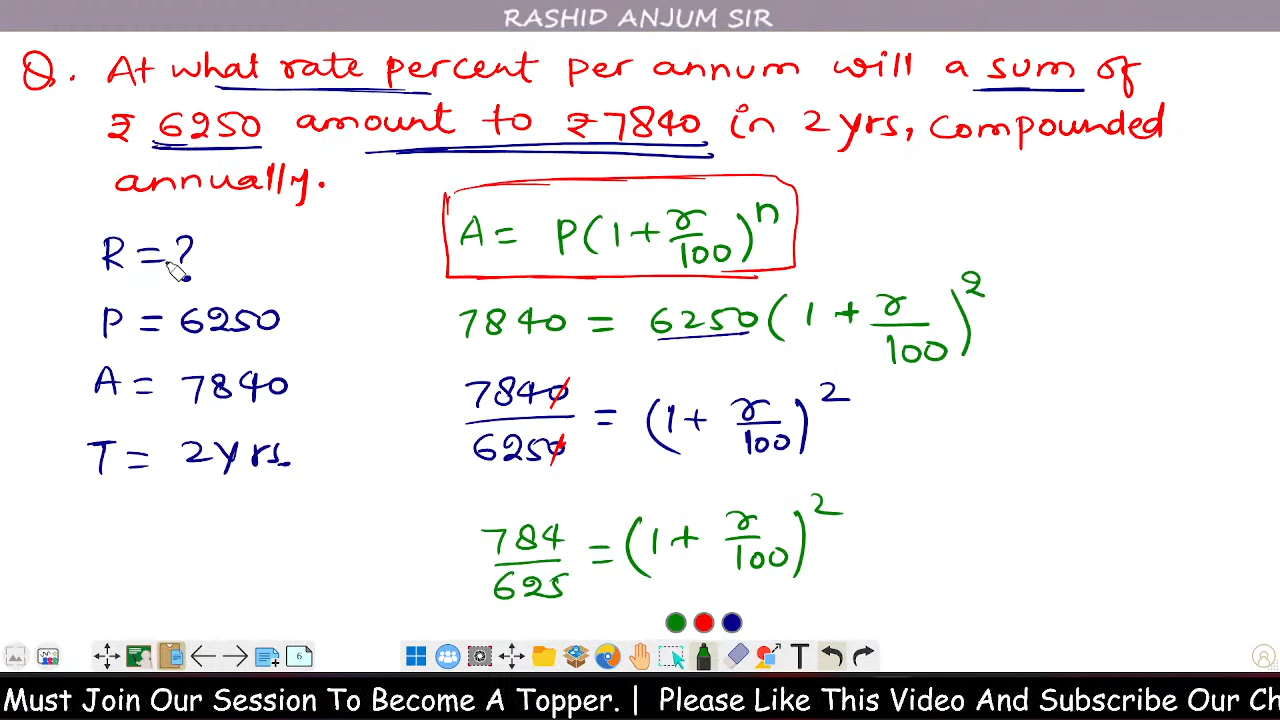 RASHID ANJUM SIR
Q. At what rate percent per annum will a sum of
₹ 6250 amount to ₹7840 in 2yrs, compounded
annually.
R = ?
P = 6250
A = 7840
T = 2yrs.
A = P(1+r/100)^n
7840 = 6250(1+r/100)^2
7840/6250 = (1+r/100)^2
784/625 = (1+r/100)^2
6
T
Must Join Our Session To Become A Topper. | Please Like This Video And Subscribe Our Ch